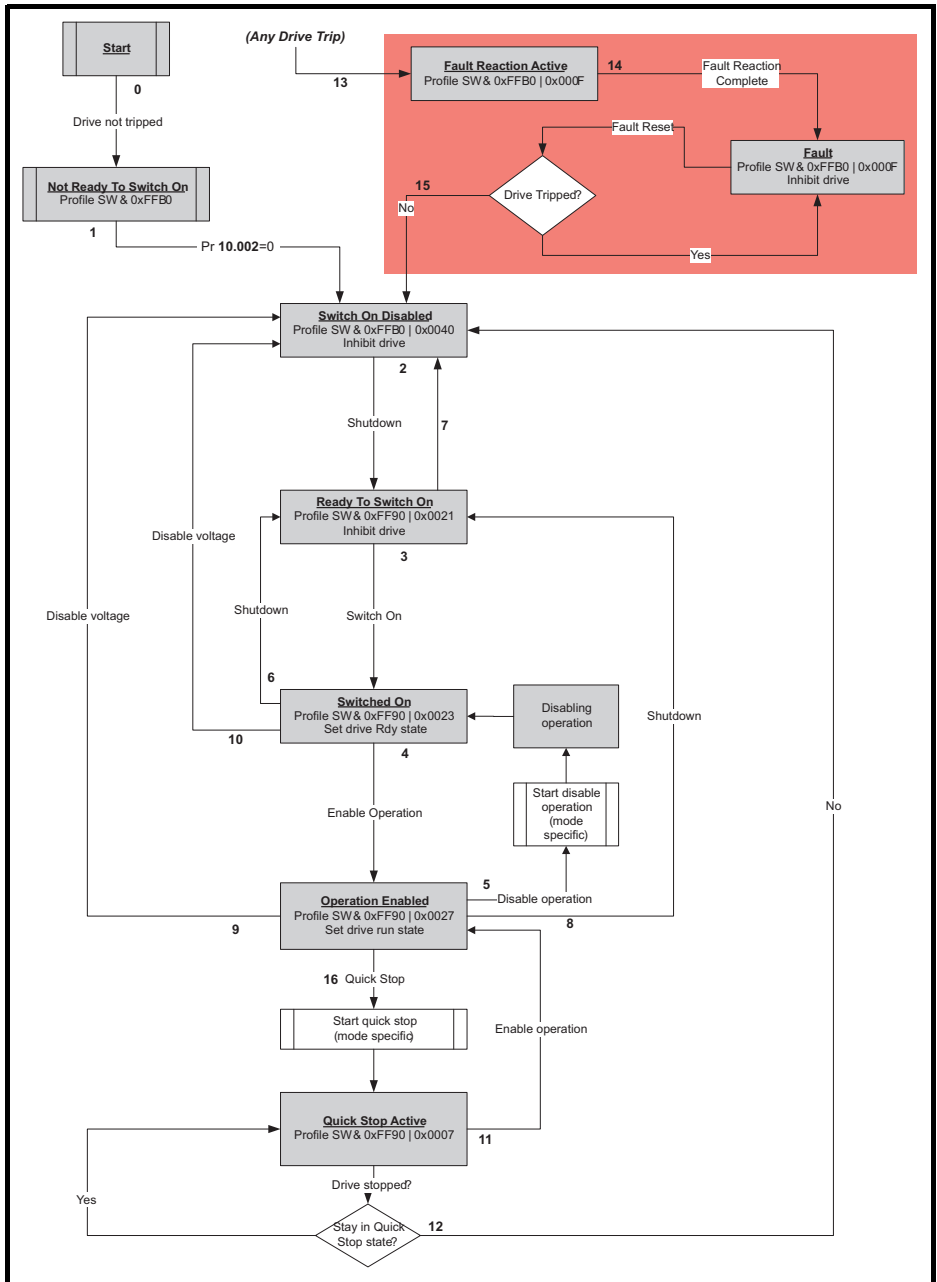 Start
0
Drive not tripped
Not Ready To Switch On
Profile SW & 0xFFB0
1
Pr 10.002=0
(Any Drive Trip)
13
Fault Reaction Active
Profile SW & 0xFFB0 | 0x000F
14
Fault Reaction
Complete
Fault Reset
Fault
Profile SW & 0xFFB0 | 0x000F
Inhibit drive
15
Drive Tripped?
No
Yes
Switch On Disabled
Profile SW & 0xFFB0 | 0x0040
Inhibit drive
2
Shutdown
7
Ready To Switch On
Profile SW & 0xFF90 | 0x0021
Inhibit drive
3
Disable voltage
Disable voltage
Shutdown
Switch On
6
Switched On
Profile SW & 0xFF90 | 0x0023
Set drive Rdy state
4
10
Disabling
operation
Shutdown
Start disable
operation
(mode
specific)
No
Enable Operation
5
Disable operation
8
Operation Enabled
Profile SW & 0xFF90 | 0x0027
Set drive run state
9
16 Quick Stop
Start quick stop
(mode specific)
Enable operation
Quick Stop Active
Profile SW & 0xFF90 | 0x0007
11
Drive stopped?
Yes
Stay in Quick
Stop state?
12